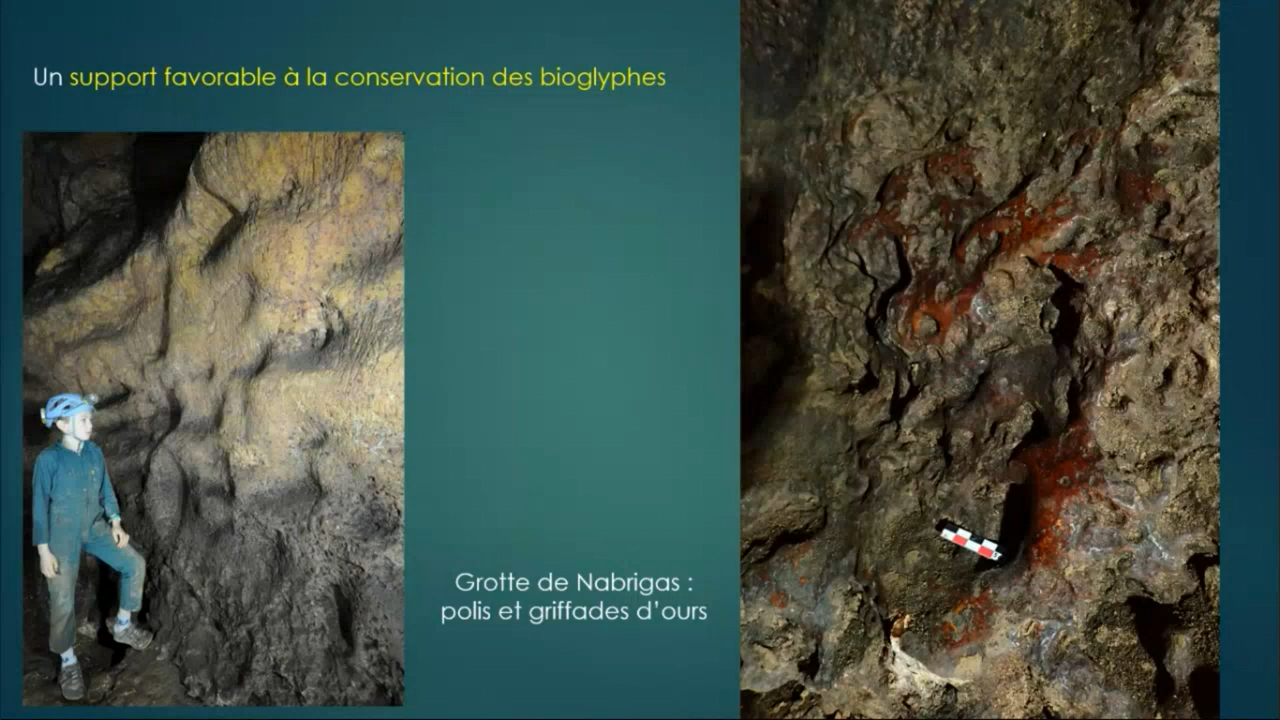 Un support favorable à la conservation des bioglyphes
Grotte de Nabrigas :
polis et griffades d’ours